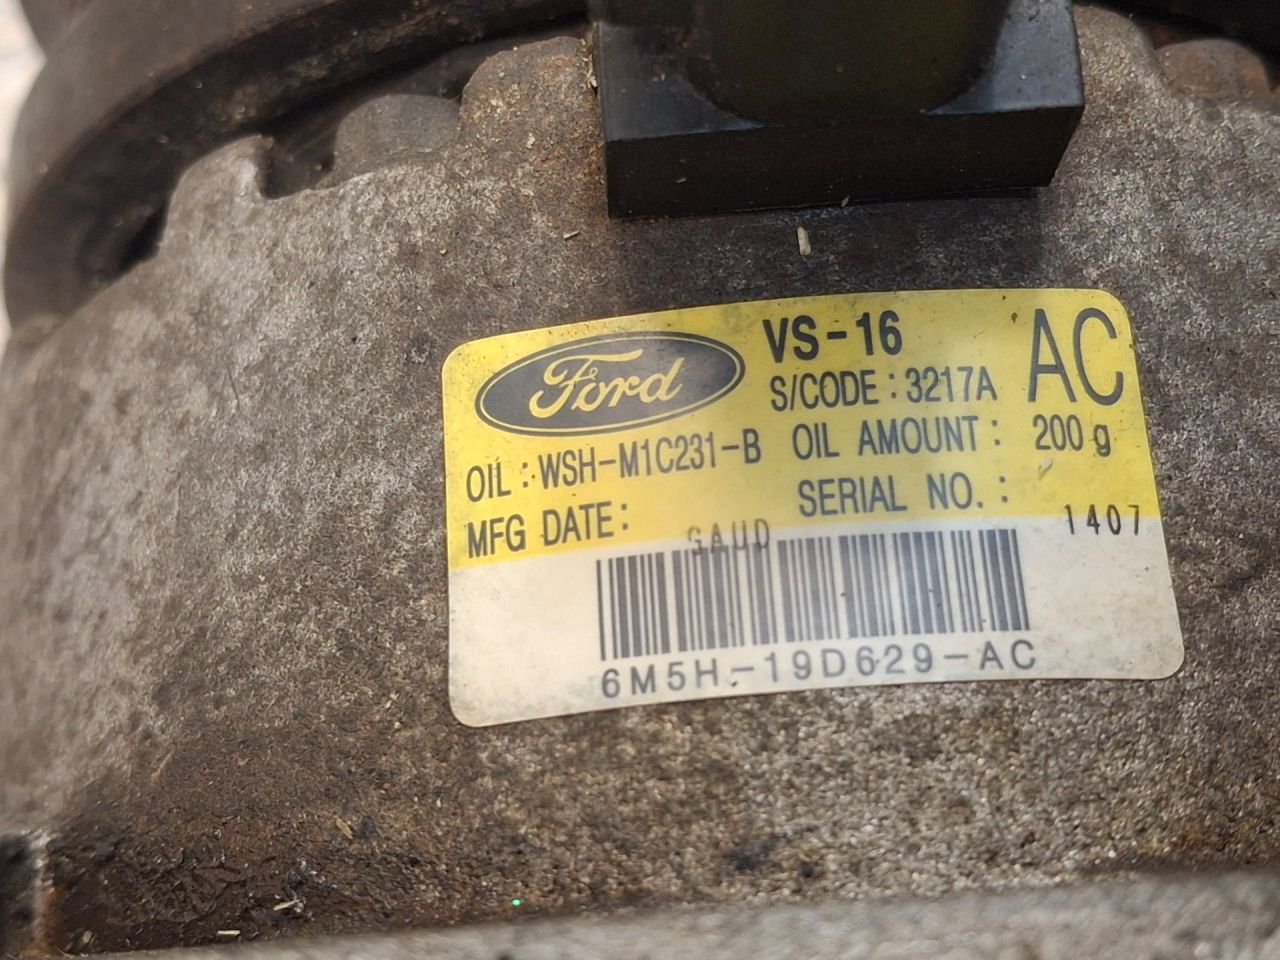 Ford VS-16 AC
S/CODE : 3217A
OIL : WSH-M1C231-B OIL AMOUNT : 200 g
MFG DATE : SERIAL NO. :
GAUD 1407
6M5H-19D629-AC